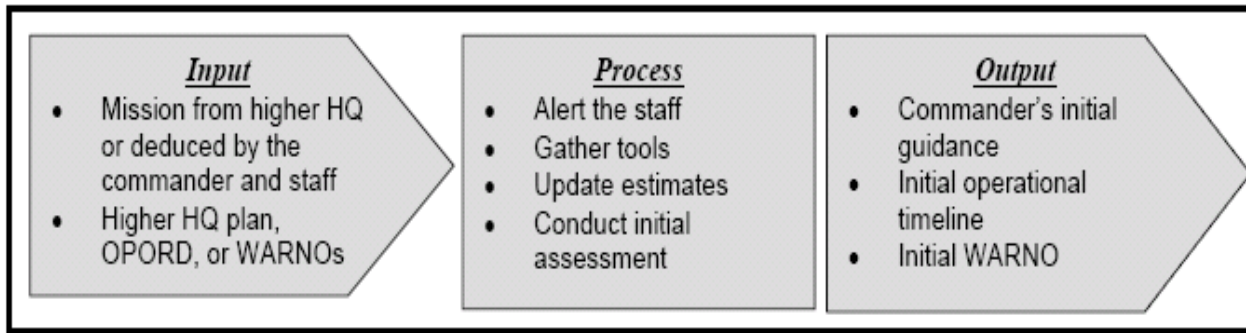 Input
• Mission from higher HQ
or deduced by the
commander and staff
• Higher HQ plan,
OPORD, or WARNOs
Process
• Alert the staff
• Gather tools
• Update estimates
• Conduct initial
assessment
Output
• Commander's initial
guidance
• Initial operational
timeline
• Initial WARNO